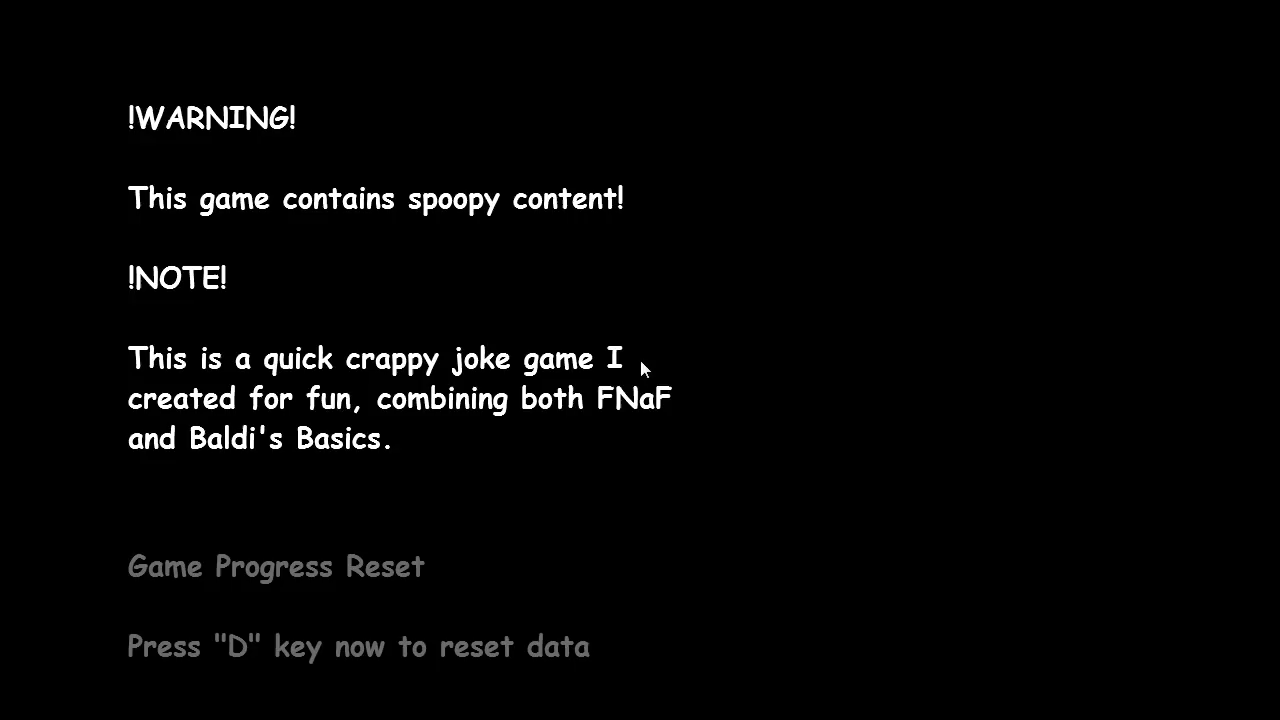 !WARNING!
This game contains spoopy content!
!NOTE!
This is a quick crappy joke game I
created for fun, combining both FNaF
and Baldi's Basics.
Game Progress Reset
Press "D" key now to reset data